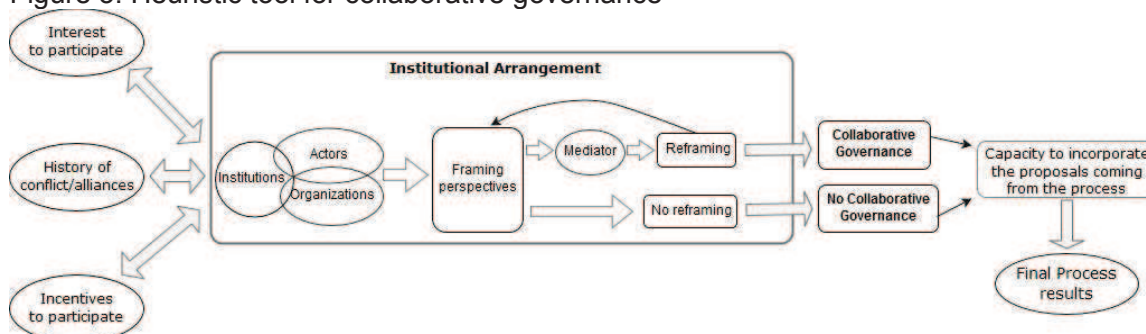 Figure Heuristic tool for collaborative governance
Interest
to participate
History of
conflict/alliances
Incentives
to participate
Institutional Arrangement
Institutions
Actors
Organizations
Framing
perspectives
Mediator
Reframing
No reframing
Collaborative
Governance
No Collaborative
Governance
Capacity to incorporate
the proposals coming
from the process
Final Process
results